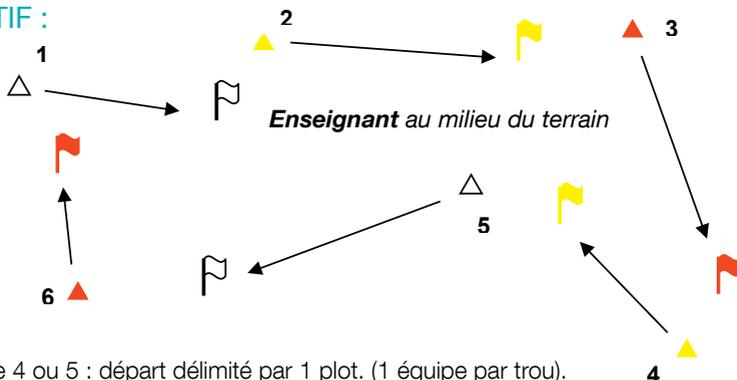 TIF :
2
3
1
Enseignant au milieu du terrain
5
6
e 4 ou 5 : départ délimité par 1 plot. (1 équipe par trou).
4